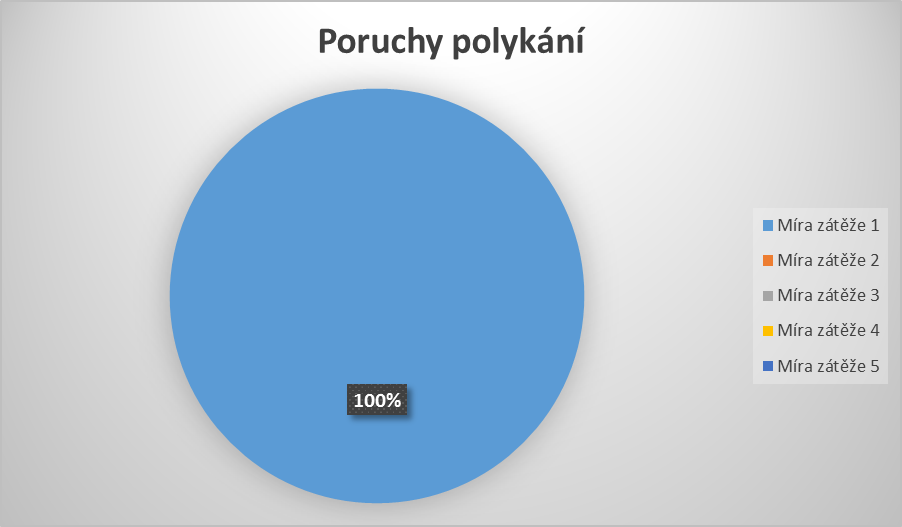 Poruchy polykání
100%
Míra zátěže 1
Míra zátěže 2
Míra zátěže 3
Míra zátěže 4
Míra zátěže 5